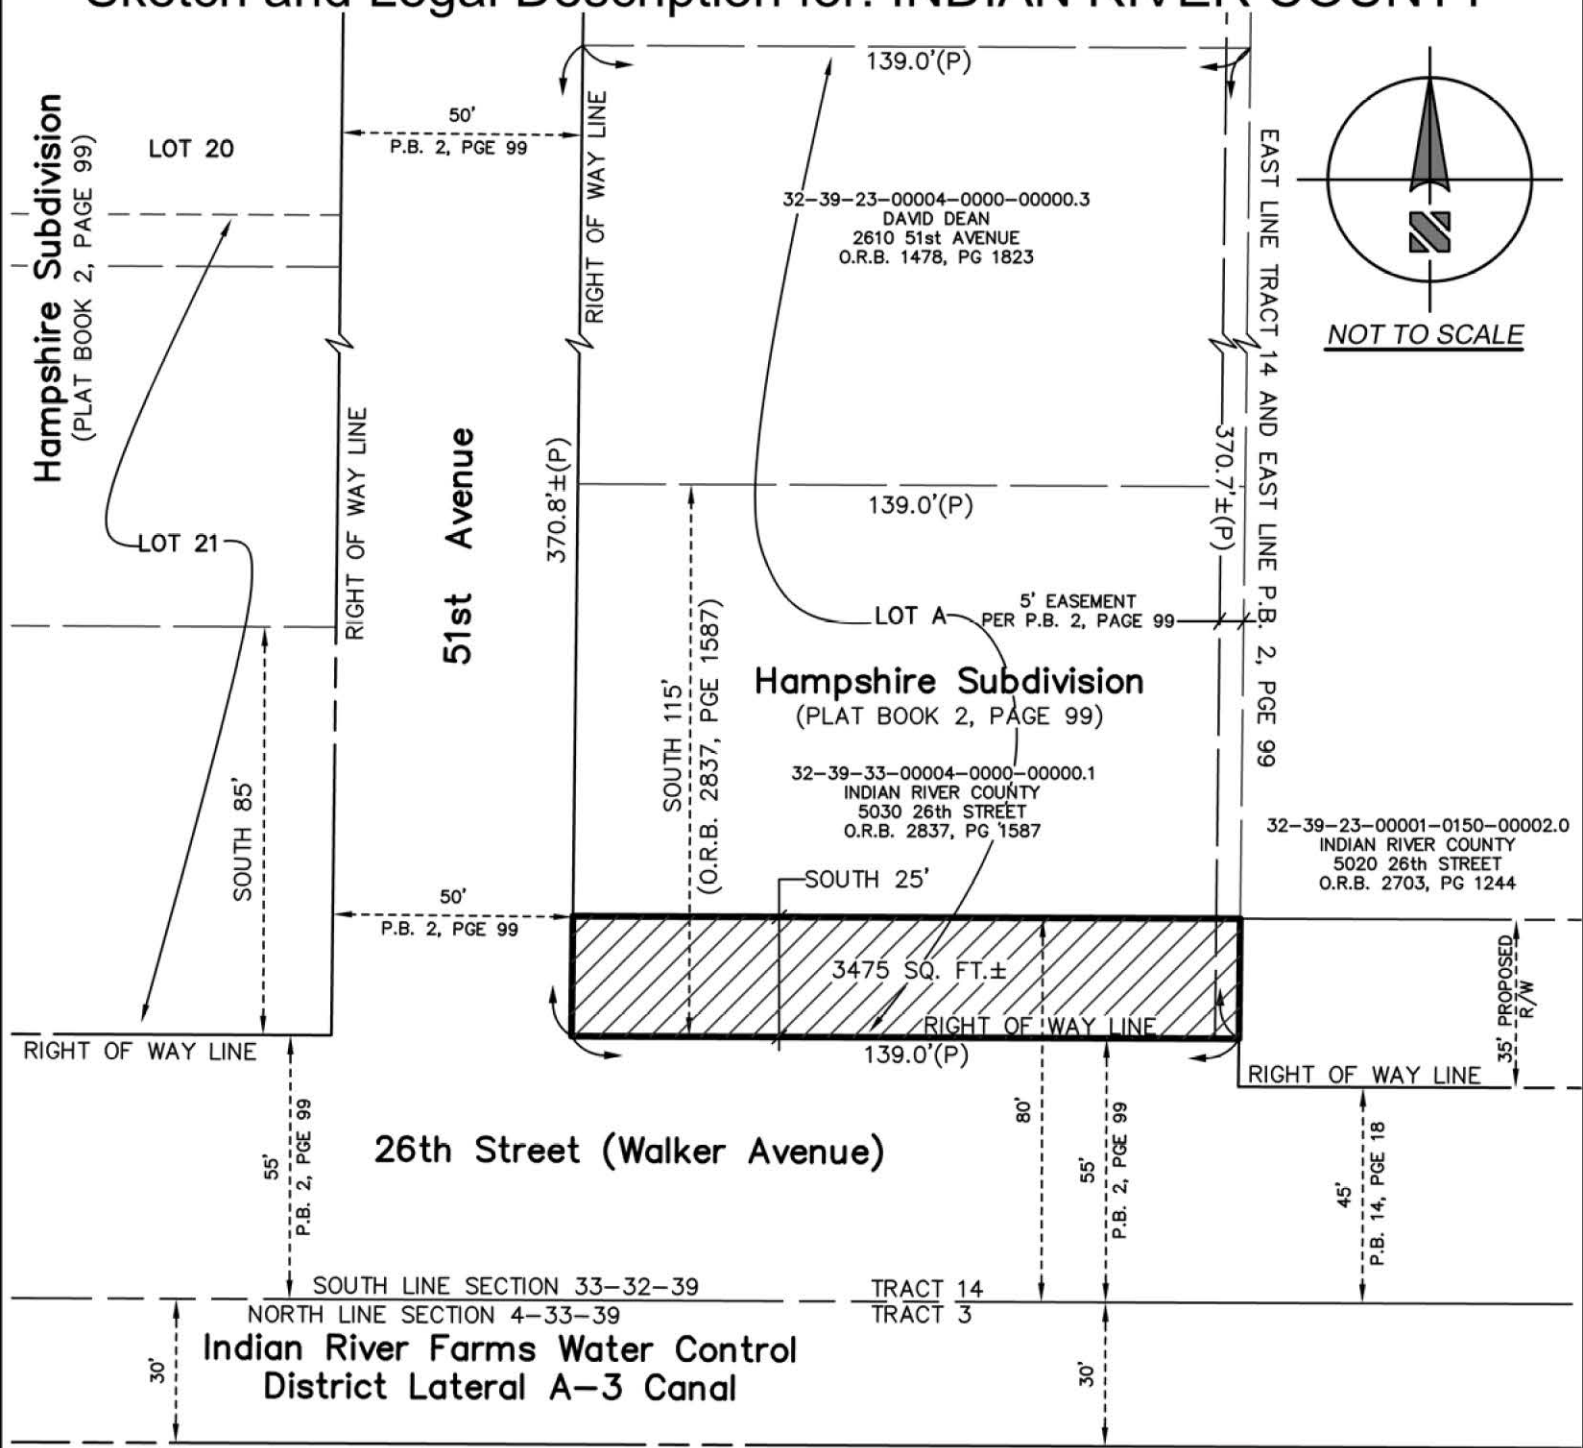 Sketch and Legal Description for: INDIAN RIVER COUNTY
139.0'(P)
50'
P.B. 2, PGE 99
LOT 20
Hampshire Subdivision
(PLAT BOOK 2, PAGE 99)
RIGHT OF WAY LINE
32-39-23-00004-0000-00000.3
DAVID DEAN
2610 51st AVENUE
O.R.B. 1478, PG 1823
EAST LINE TRACT 14 AND EAST LINE P.B. 2, PGE 99
N
NOT TO SCALE
RIGHT OF WAY LINE
51st Avenue
370.8'±(P)
370.7'±(P)
139.0'(P)
LOT 21
LOT A
5' EASEMENT
PER P.B. 2, PAGE 99
SOUTH 115'
(O.R.B. 2837, PGE 1587)
Hampshire Subdivision
(PLAT BOOK 2, PAGE 99)
32-39-33-00004-0000-00000.1
INDIAN RIVER COUNTY
5030 26th STREET
O.R.B. 2837, PG 1587
SOUTH 85'
32-39-23-00001-0150-00002.0
INDIAN RIVER COUNTY
5020 26th STREET
O.R.B. 2703, PG 1244
SOUTH 25'
50'
P.B. 2, PGE 99
3475 SQ. FT.±
RIGHT OF WAY LINE
139.0'(P)
35' PROPOSED
R/W
RIGHT OF WAY LINE
RIGHT OF WAY LINE
55'
P.B. 2, PGE 99
26th Street (Walker Avenue)
80'
55'
P.B. 2, PGE 99
45'
P.B. 14, PGE 18
SOUTH LINE SECTION 33-32-39
TRACT 14
NORTH LINE SECTION 4-33-39
TRACT 3
30'
Indian River Farms Water Control
District Lateral A-3 Canal
30'